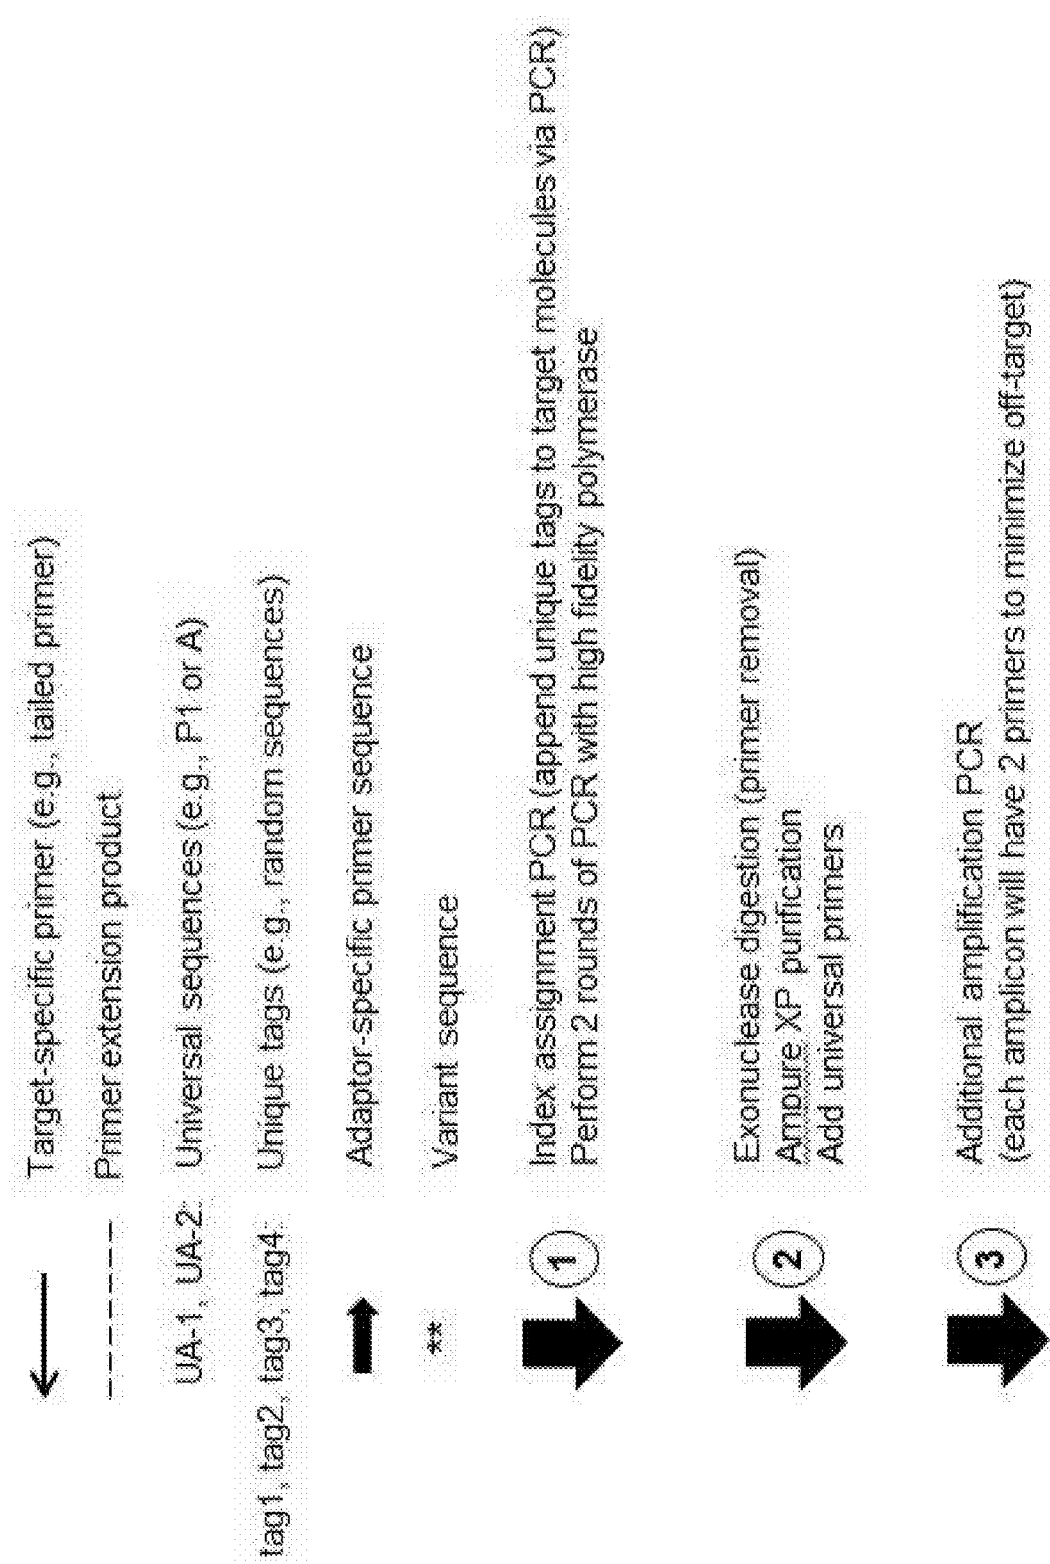 Target-specific primer (e.g., tailed primer)
Primer extension product
UA-1, UA-2: Universal sequences (e.g., P1 or A)
tag1, tag2, tag3, tag4: Unique tags (e.g., random sequences)
Adaptor-specific primer sequence
** Variant sequence
1 Index assignment PCR (append unique tags to target molecules via PCR)
Perform 2 rounds of PCR with high fidelity polymerase
2 Exonuclease digestion (primer removal)
Ampure XP purification
Add universal primers
3 Additional amplification PCR
(each amplicon will have 2 primers to minimize off-target)